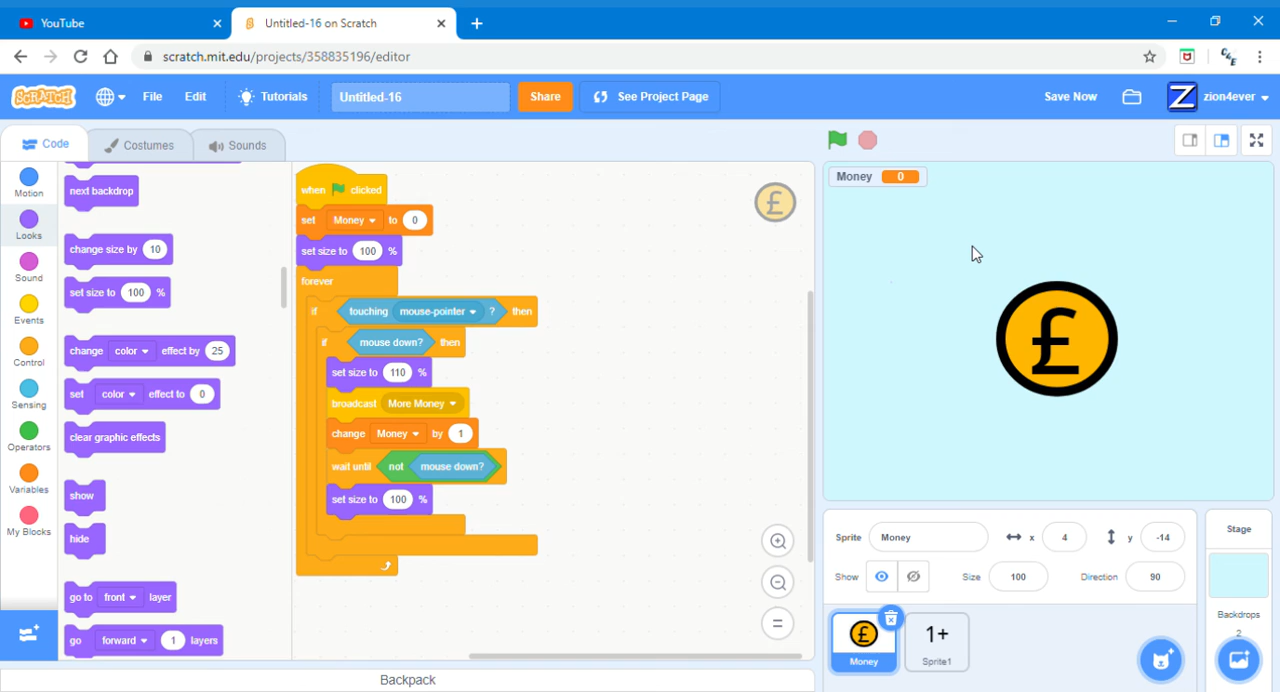 YouTube
Untitled-16 on Scratch
scratch.mit.edu/projects/358835196/editor
SCRATCH
File
Edit
Tutorials
Untitled-16
Share
See Project Page
Save Now
zion4ever
Code
Costumes
Sounds
Motion
Looks
Sound
Events
Control
Sensing
Operators
Variables
My Blocks
next backdrop
change size by 10
set size to 100 %
change color effect by 25
set color effect to 0
clear graphic effects
show
hide
go to front layer
go forward 1 layers
when clicked
set Money to 0
set size to 100 %
forever
if touching mouse-pointer ? then
if mouse down? then
set size to 110 %
broadcast More Money
change Money by 1
wait until not mouse down?
set size to 100 %
£
Money 0
£
Sprite Money x 4 y -14
Show Size 100 Direction 90
£
Money
1+
Sprite1
Stage
Backdrops
2
Backpack